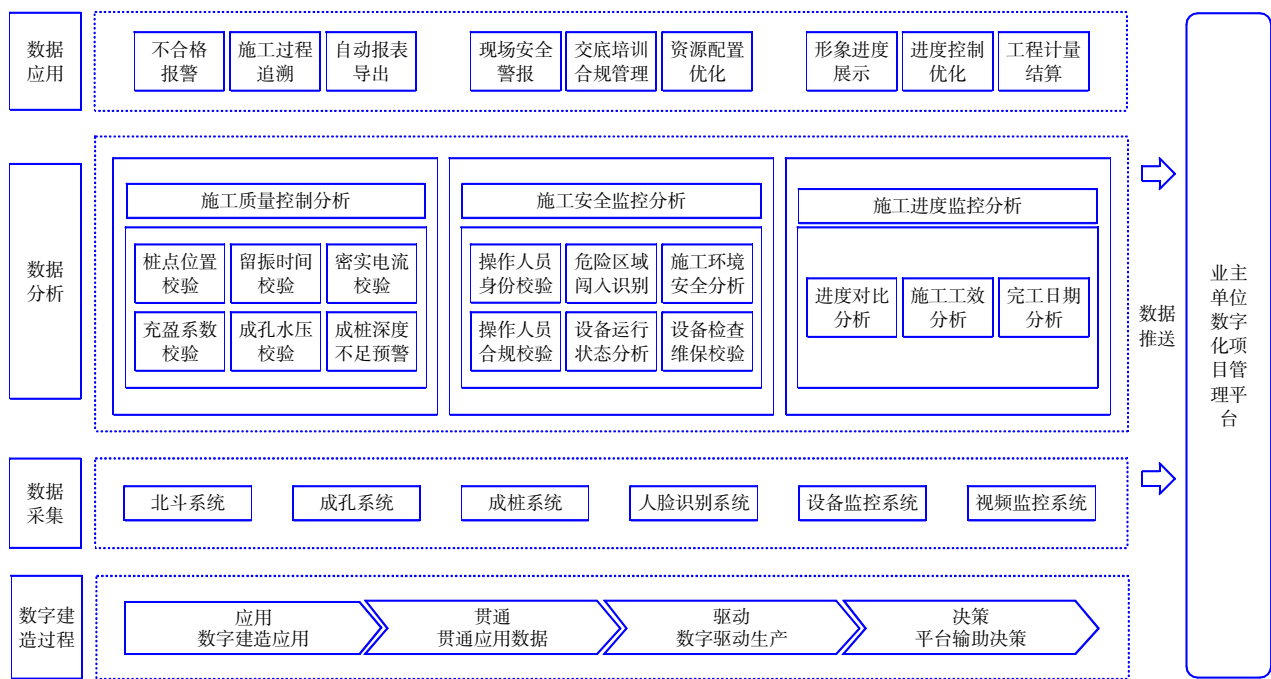 数据
应用
不合格
报警
施工过程
追溯
自动报表
导出
现场安全
警报
交底培训
合规管理
资源配置
优化
形象进度
展示
进度控制
优化
工程计量
结算
数据
分析
施工质量控制分析
桩点位置
校验
留振时间
校验
密实电流
校验
充盈系数
校验
成孔水压
校验
成桩深度
不足预警
施工安全监控分析
操作人员
身份校验
危险区域
闯入识别
施工环境
安全分析
操作人员
合规校验
设备运行
状态分析
设备检查
维保校验
施工进度监控分析
进度对比
分析
施工工效
分析
完工日期
分析
数据
采集
北斗系统
成孔系统
成桩系统
人脸识别系统
设备监控系统
视频监控系统
数字建
造过程
应用
数字建造应用
贯通
贯通应用数据
驱动
数字驱动生产
决策
平台辅助决策
数据
推送
业主
单位
数字
化项
目管
理平
台